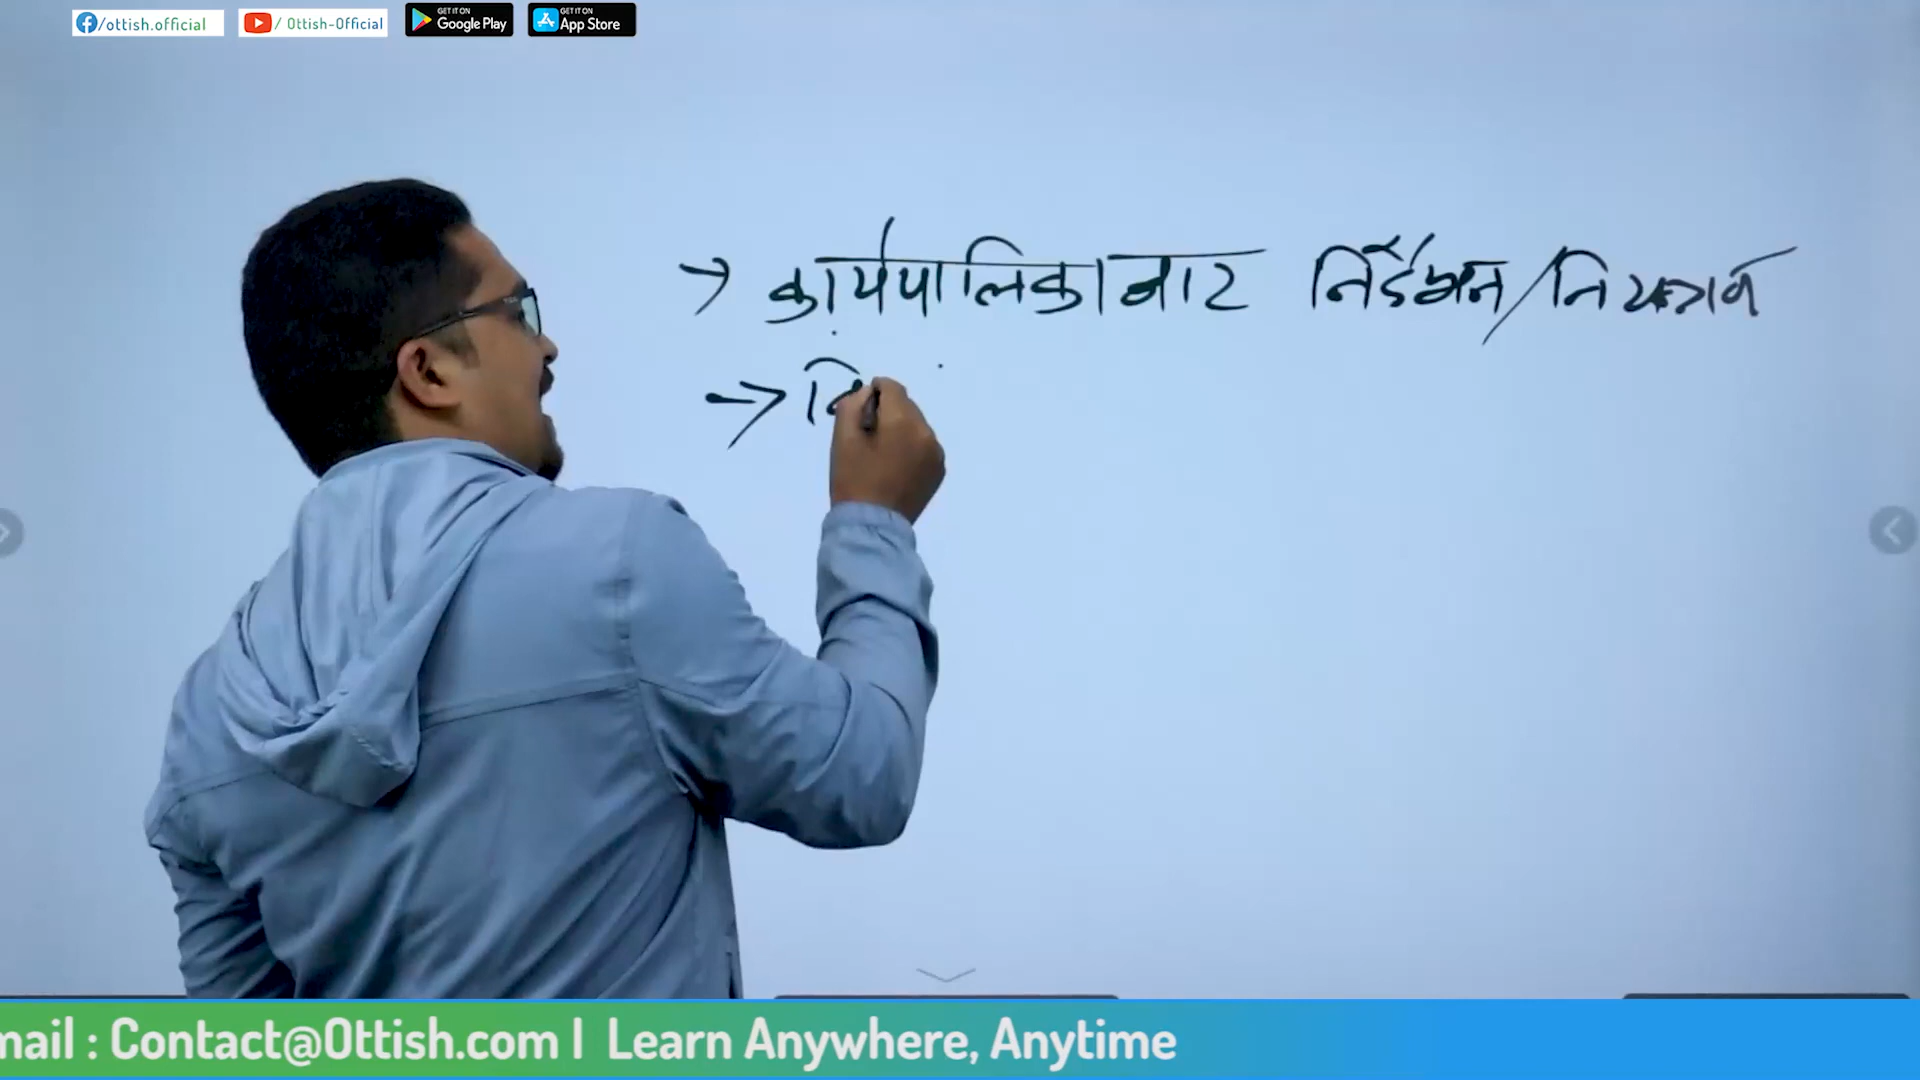 /ottish.official / Ottish-Official GET IT ON Google Play GET IT ON App Store
→ कार्यपालिकाबाट निर्देशन/नियन्त्रण
→ वि
mail : Contact@Ottish.com | Learn Anywhere, Anytime